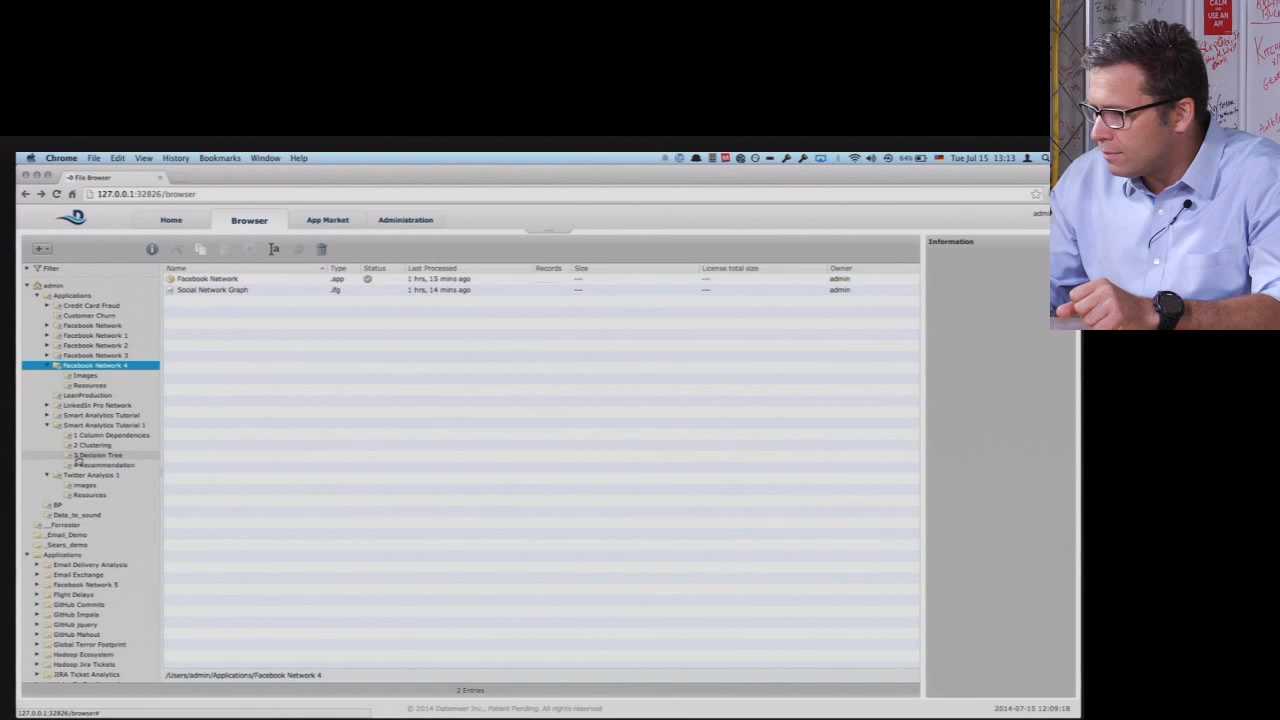 CALM
AND
USE AN
API
Chrome File Edit View History Bookmarks Window Help
64% Tue Jul 15 13:13
File Browser
127.0.0.1:32826/browser
Home Browser App Market Administration
Filter
Name Type Status Last Processed Records Size License total size Owner
Facebook Network .app 1 hrs, 15 mins ago --- --- admin
Social Network Graph .ifg 1 hrs, 14 mins ago --- --- admin
Information
admin
Applications
Credit Card Fraud
Customer Churn
Facebook Network
Facebook Network 1
Facebook Network 2
Facebook Network 3
Facebook Network 4
Images
Resources
LeanProduction
LinkedIn Pro Network
Smart Analytics Tutorial
Smart Analytics Tutorial 1
1 Column Dependencies
2 Clustering
3 Decision Tree
4 Recommendation
Twitter Analysis 1
Images
Resources
BP
Data_to_sound
__Forrester
_Email_Demo
_Sears_demo
Applications
Email Delivery Analysis
Email Exchange
Facebook Network 5
Flight Delays
GitHub Commits
GitHub Impala
GitHub jquery
GitHub Mahout
Global Terror Footprint
Hadoop Ecosystem
Hadoop Jira Tickets
JIRA Ticket Analytics
/Users/admin/Applications/Facebook Network 4
2 Entries
127.0.0.1:32826/browser#
© 2014 Datameer Inc., Patent Pending. All rights reserved
2014-07-15 12:09:18